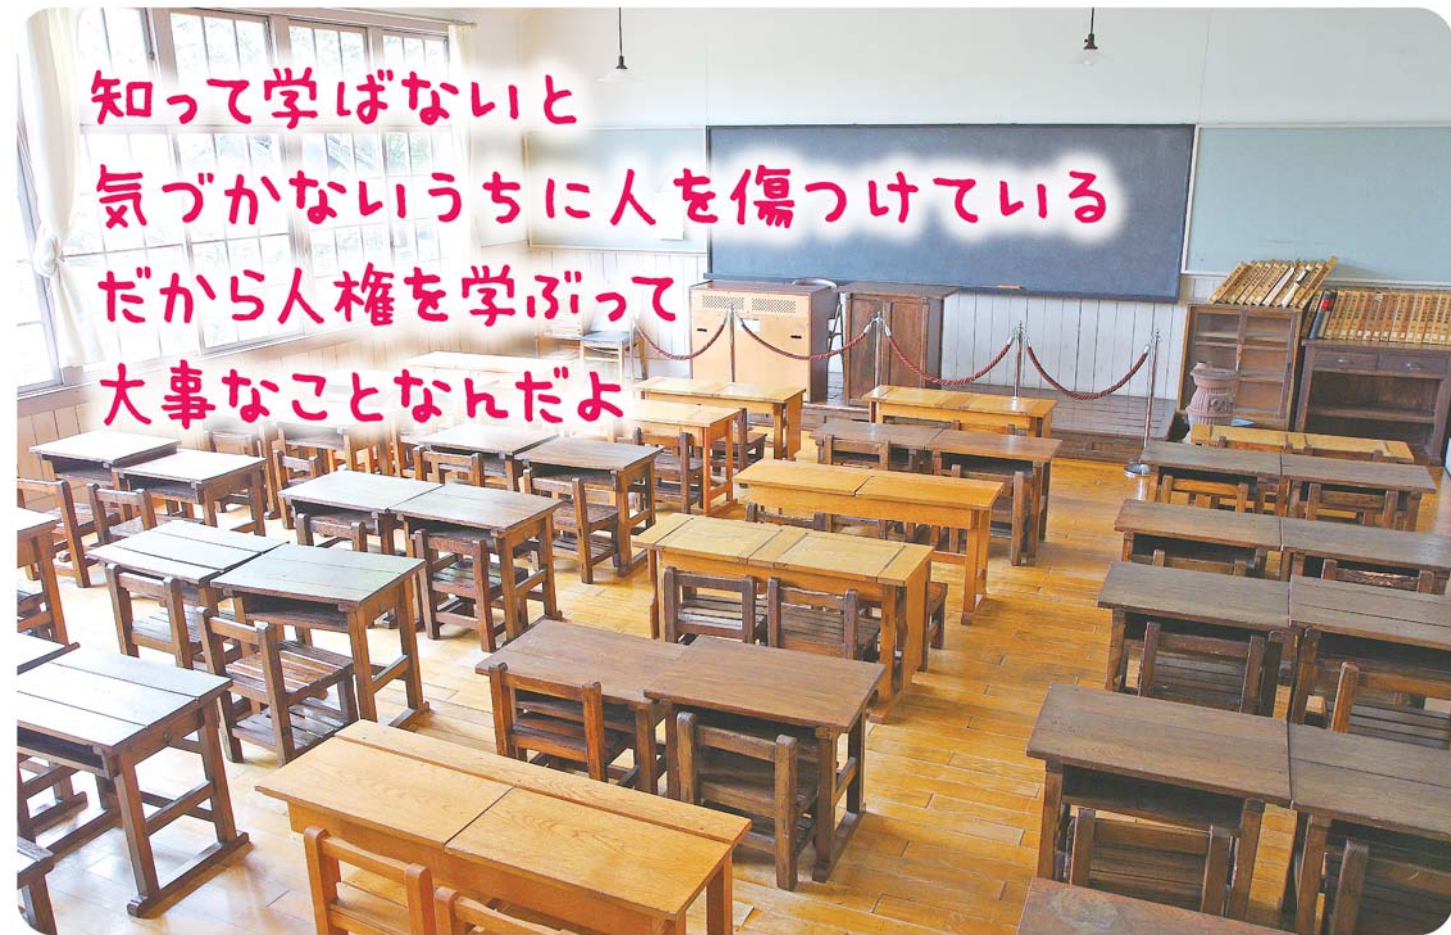 知って学ばないと
気づかないうちに人を傷つけている
だから人権を学ぶって
大事なことなんだよ